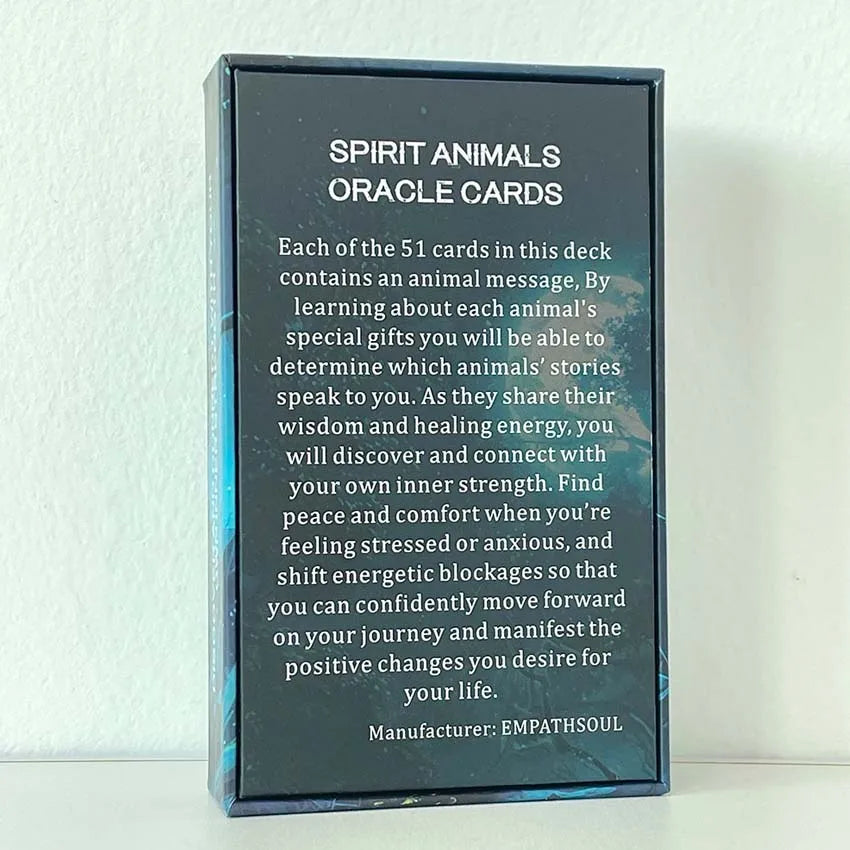 SPIRIT ANIMALS
ORACLE CARDS
Each of the 51 cards in this deck
contains an animal message, By
learning about each animal's
special gifts you will be able to
determine which animals’ stories
speak to you. As they share their
wisdom and healing energy, you
will discover and connect with
your own inner strength. Find
peace and comfort when you’re
feeling stressed or anxious, and
shift energetic blockages so that
you can confidently move forward
on your journey and manifest the
positive changes you desire for
your life.
Manufacturer: EMPATHSOUL